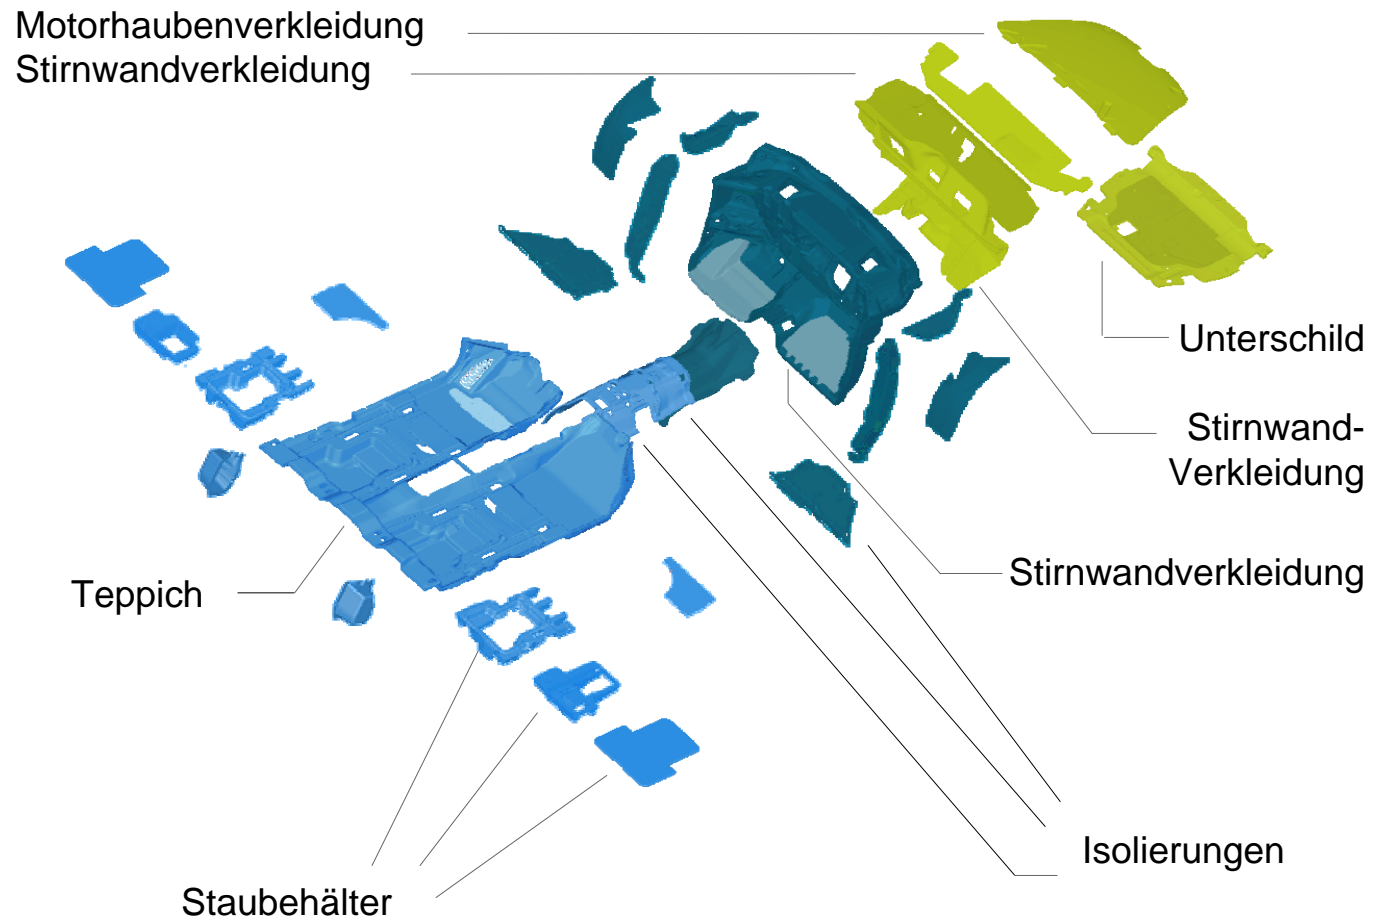 Motorhaubenverkleidung
Stirnwandverkleidung
Unterschild
Stirnwand-
Verkleidung
Stirnwandverkleidung
Teppich
Isolierungen
Staubehälter